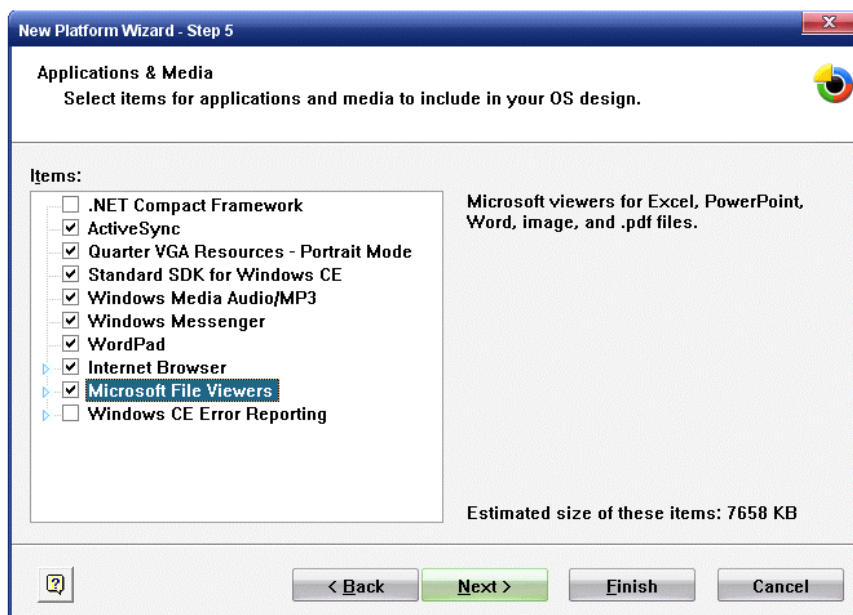 New Platform Wizard - Step 5
Applications & Media
Select items for applications and media to include in your OS design.
Items:
.NET Compact Framework
ActiveSync
Quarter VGA Resources - Portrait Mode
Standard SDK for Windows CE
Windows Media Audio/MP3
Windows Messenger
WordPad
Internet Browser
Microsoft File Viewers
Windows CE Error Reporting
Microsoft viewers for Excel, PowerPoint,
Word, image, and .pdf files.
Estimated size of these items: 7658 KB
< Back
Next >
Finish
Cancel